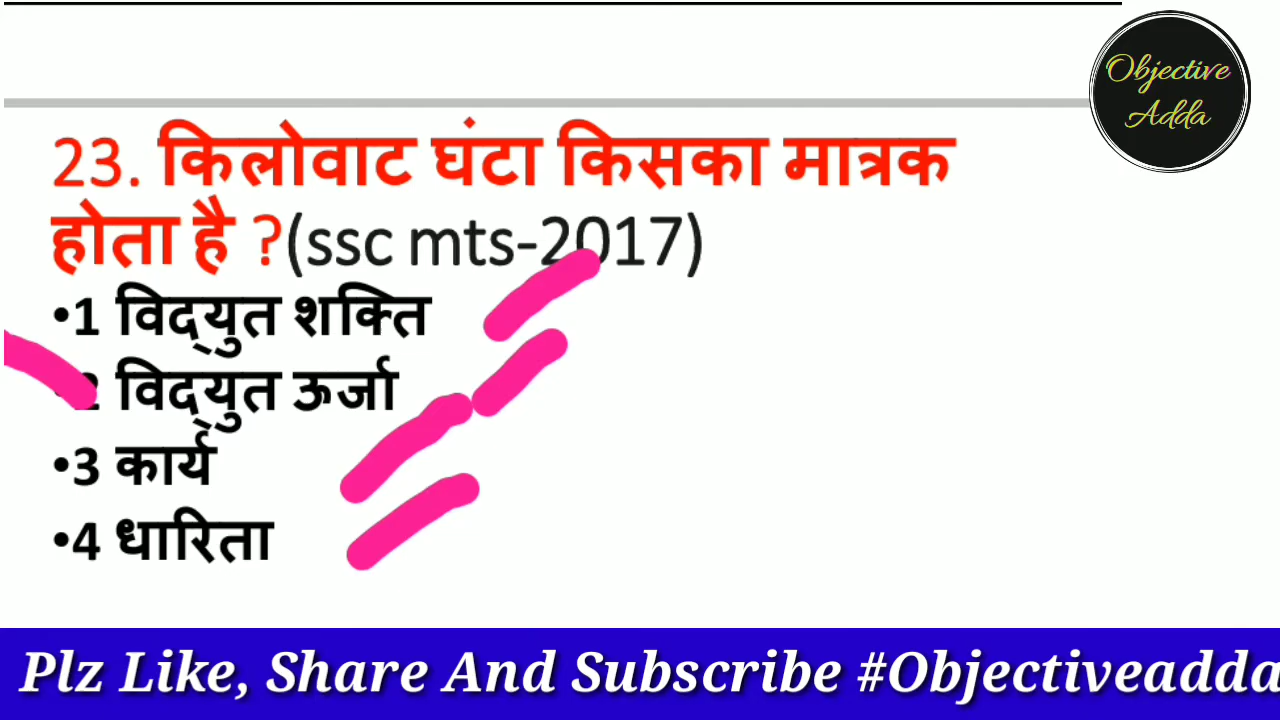 Objective
Adda
23. किलोवाट घंटा किसका मात्रक
होता है ?(ssc mts-2017)
•1 विद्युत शक्ति
•2 विद्युत ऊर्जा
•3 कार्य
•4 धारिता
Plz Like, Share And Subscribe #Objectiveadda